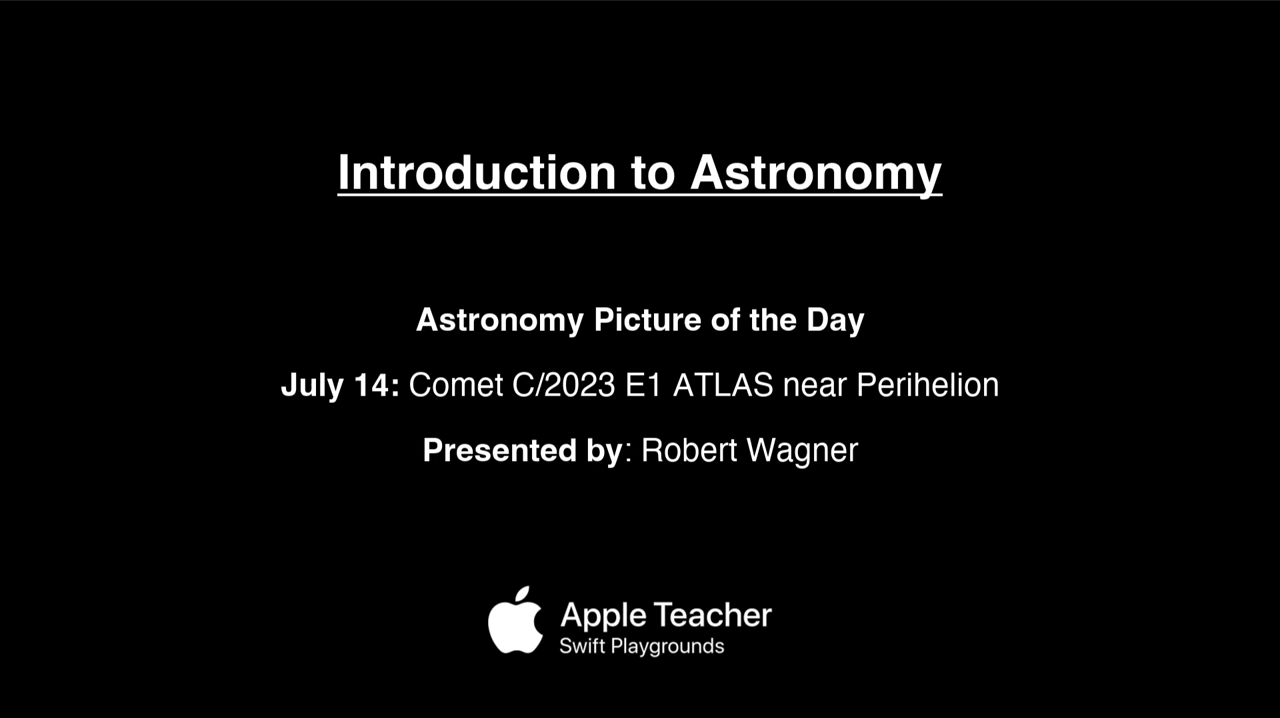 Introduction to Astronomy
Astronomy Picture of the Day
July 14: Comet C/2023 E1 ATLAS near Perihelion
Presented by: Robert Wagner
Apple Teacher
Swift Playgrounds